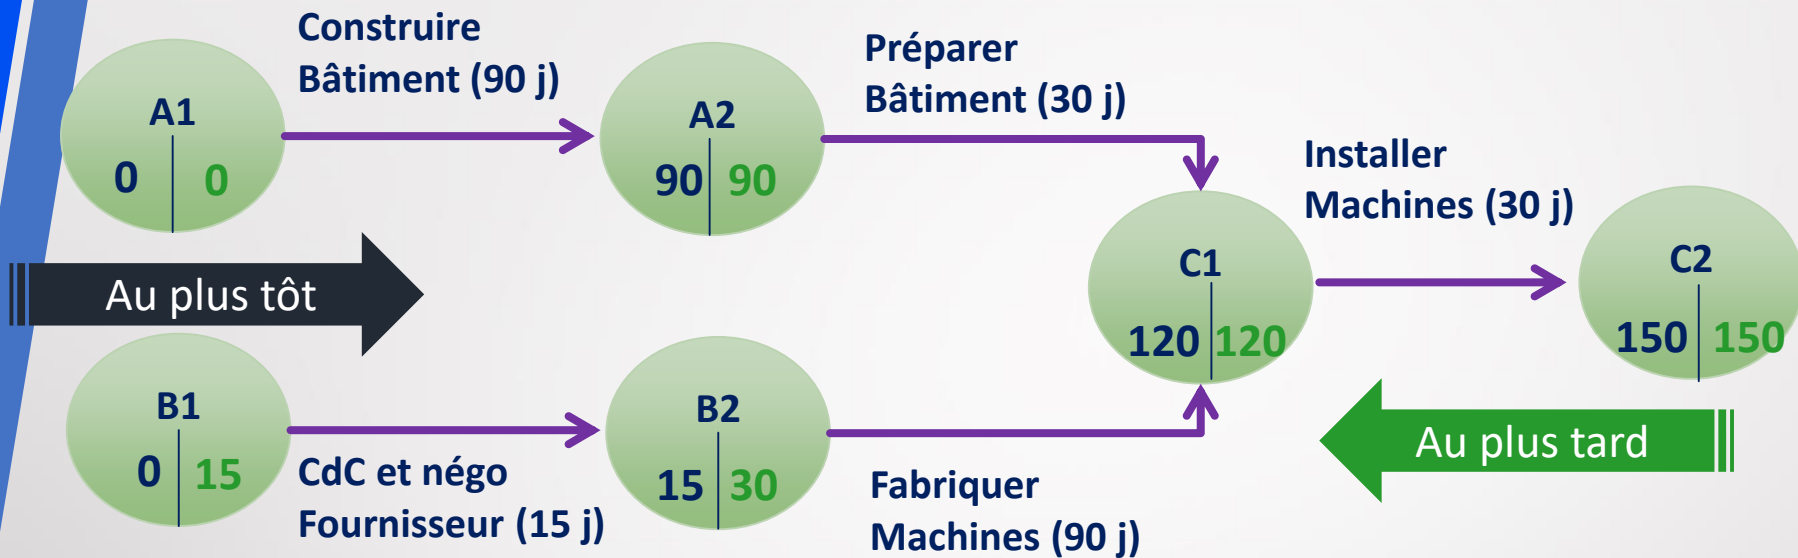 Construire
Bâtiment (90 j)
Préparer
Bâtiment (30 j)
A1
0 0
A2
90 90
Installer
Machines (30 j)
C1
120 120
C2
150 150
Au plus tôt
B1
0 15
CdC et négo
Fournisseur (15 j)
B2
15 30
Fabriquer
Machines (90 j)
Au plus tard